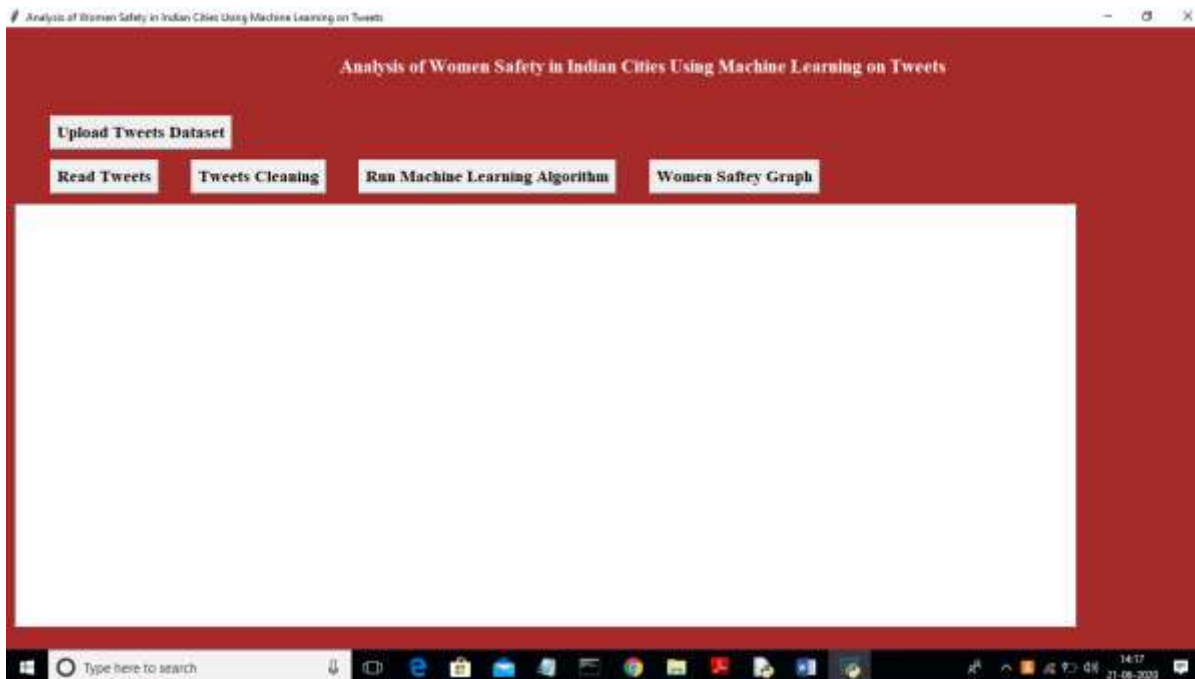 Analysis of Women Safety in Indian Cities Using Machine Learning on Tweets
Analysis of Women Safety in Indian Cities Using Machine Learning on Tweets
Upload Tweets Dataset
Read Tweets
Tweets Cleaning
Run Machine Learning Algorithm
Women Saftey Graph
Type here to search
14:17
21-06-2020